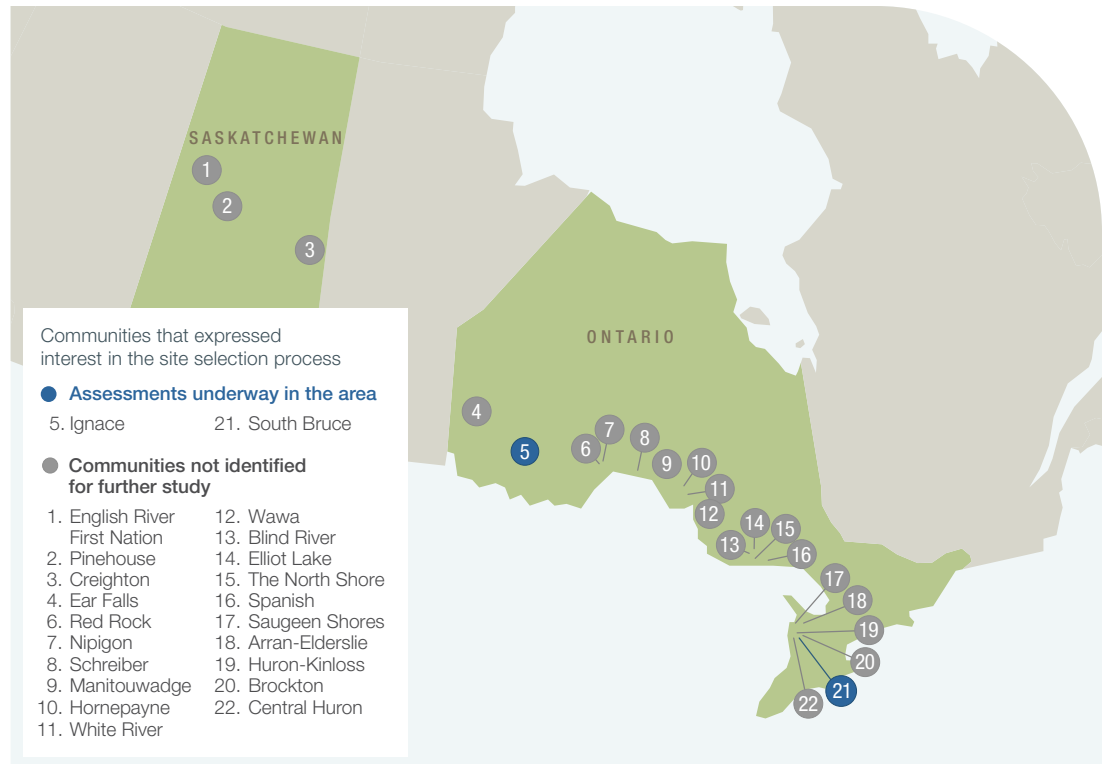 SASKATCHEWAN
1
2
3
ONTARIO
4
5
6
7
8
9
10
11
12
13
14
15
16
17
18
19
20
21
22
Communities that expressed
interest in the site selection process
Assessments underway in the area
5. Ignace
21. South Bruce
Communities not identified
for further study
1. English River
First Nation
2. Pinehouse
3. Creighton
4. Ear Falls
6. Red Rock
7. Nipigon
8. Schreiber
9. Manitouwadge
10. Hornepayne
11. White River
12. Wawa
13. Blind River
14. Elliot Lake
15. The North Shore
16. Spanish
17. Saugeen Shores
18. Arran-Elderslie
19. Huron-Kinloss
20. Brockton
22. Central Huron